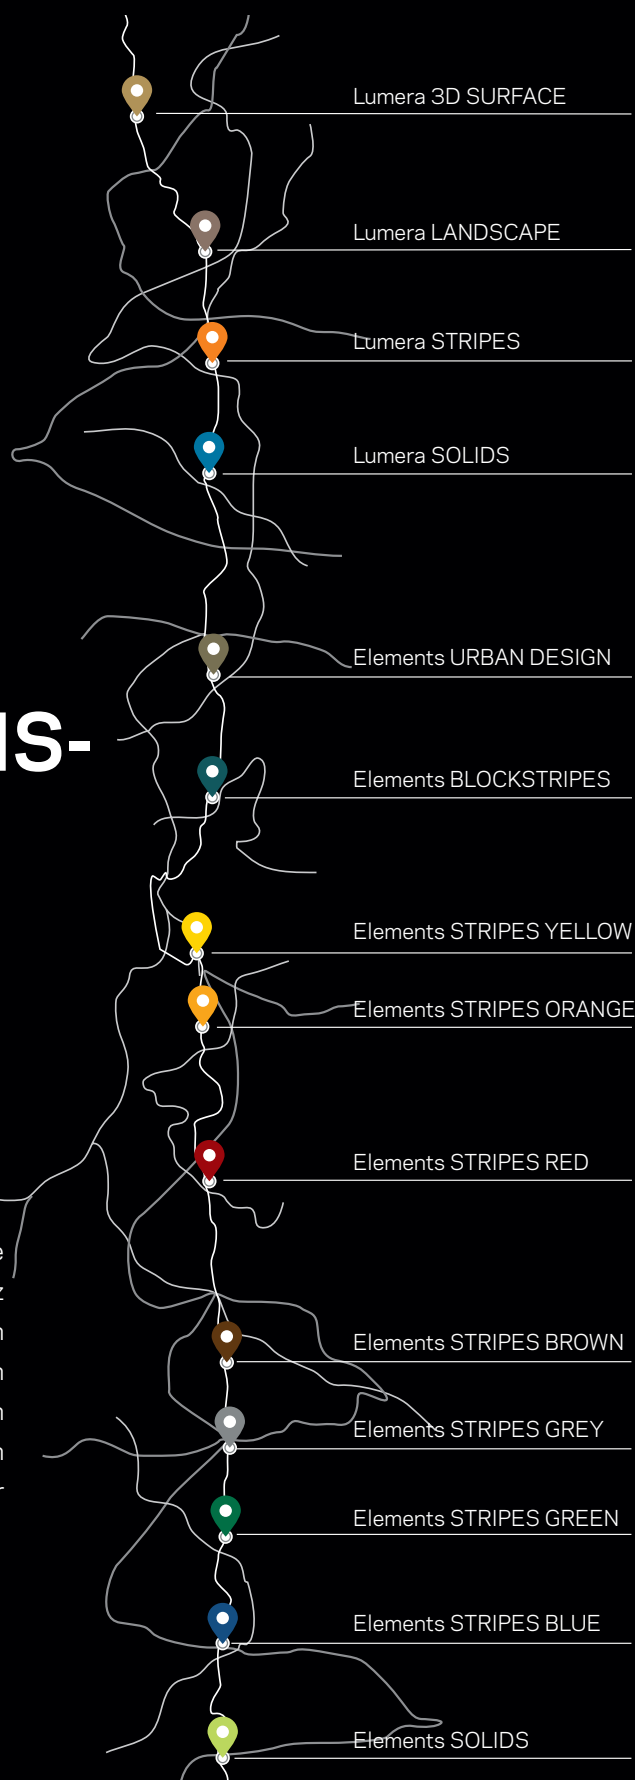 Lumera 3D SURFACE
Lumera LANDSCAPE
Lumera STRIPES
Lumera SOLIDS
Elements URBAN DESIGN
Elements BLOCKSTRIPES
Elements STRIPES YELLOW
Elements STRIPES ORANGE
Elements STRIPES RED
Elements STRIPES BROWN
Elements STRIPES GREY
Elements STRIPES GREEN
Elements STRIPES BLUE
Elements SOLIDS